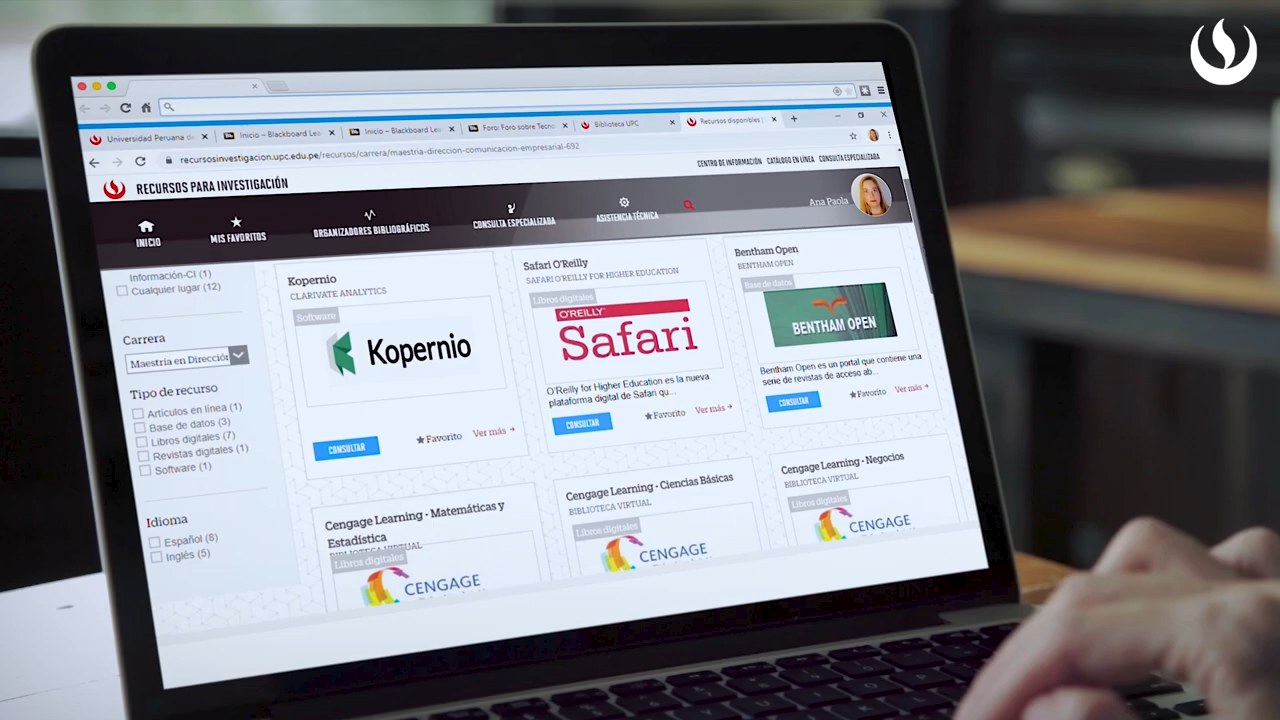 Universidad Peruana de
Inicio – Blackboard Lea
Inicio – Blackboard Lea
Foro: Foro sobre Tecno
Biblioteca UPC
Recursos disponibles |
recursosinvestigacion.upc.edu.pe/recursos/carrera/maestria-direccion-comunicacion-empresarial-692
RECURSOS PARA INVESTIGACIÓN
CENTRO DE INFORMACIÓN CATÁLOGO EN LÍNEA CONSULTA ESPECIALIZADA
INICIO
MIS FAVORITOS
ORGANIZADORES BIBLIOGRÁFICOS
CONSULTA ESPECIALIZADA
ASISTENCIA TÉCNICA
Ana Paola
Información-CI (1)
Cualquier lugar (12)
Carrera
Maestría en Direcció
Tipo de recurso
Artículos en línea (1)
Base de datos (3)
Libros digitales (7)
Revistas digitales (1)
Software (1)
Idioma
Español (8)
Inglés (5)
Kopernio
CLARIVATE ANALYTICS
Software
Kopernio
CONSULTAR
Favorito
Ver más
Safari O'Reilly
SAFARI O'REILLY FOR HIGHER EDUCATION
Libros digitales
O'REILLY
Safari
O'Reilly for Higher Education es la nueva
plataforma digital de Safari qu...
CONSULTAR
Favorito
Ver más
Bentham Open
BENTHAM OPEN
Base de datos
BENTHAM OPEN
Bentham Open es un portal que contiene una
serie de revistas de acceso ab...
CONSULTAR
Favorito
Ver más
Cengage Learning - Matemáticas y
Estadística
BIBLIOTECA VIRTUAL
Libros digitales
CENGAGE
Cengage Learning - Ciencias Básicas
BIBLIOTECA VIRTUAL
Libros digitales
CENGAGE
Cengage Learning - Negocios
BIBLIOTECA VIRTUAL
Libros digitales
CENGAGE